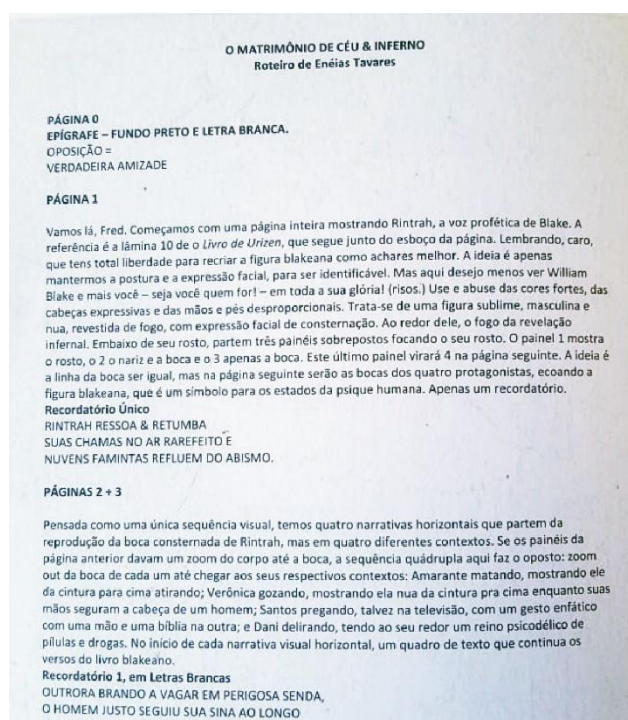 O MATRIMÔNIO DE CÉU & INFERNO
Roteiro de Enéias Tavares
PÁGINA 0
EPÍGRAFE – FUNDO PRETO E LETRA BRANCA.
OPOSIÇÃO =
VERDADEIRA AMIZADE
PÁGINA 1
Vamos lá, Fred. Começamos com uma página inteira mostrando Rintrah, a voz profética de Blake. A
referência é a lâmina 10 de o Livro de Urizen, que segue junto do esboço da página. Lembrando, caro,
que tens total liberdade para recriar a figura blakeana como achares melhor. A ideia é apenas
mantermos a postura e a expressão facial, para ser identificável. Mas aqui desejo menos ver William
Blake e mais você – seja você quem for! – em toda a sua glória! (risos.) Use e abuse das cores fortes, das
cabeças expressivas e das mãos e pés desproporcionais. Trata-se de uma figura sublime, masculina e
nua, revestida de fogo, com expressão facial de consternação. Ao redor dele, o fogo da revelação
infernal. Embaixo de seu rosto, partem três painéis sobrepostos focando o seu rosto. O painel 1 mostra
o rosto, o 2 o nariz e a boca e o 3 apenas a boca. Este último painel virará 4 na página seguinte. A ideia é
a linha da boca ser igual, mas na página seguinte serão as bocas dos quatro protagonistas, ecoando a
figura blakeana, que é um símbolo para os estados da psique humana. Apenas um recordatório.
Recordatório Único
RINTRAH RESSOA & RETUMBA
SUAS CHAMAS NO AR RAREFEITO E
NUVENS FAMINTAS REFLUEM DO ABISMO.
PÁGINAS 2 + 3
Pensada como uma única sequência visual, temos quatro narrativas horizontais que partem da
reprodução da boca consternada de Rintrah, mas em quatro diferentes contextos. Se os painéis da
página anterior davam um zoom do corpo até a boca, a sequência quádrupla aqui faz o oposto: zoom
out da boca de cada um até chegar aos seus respectivos contextos: Amarante matando, mostrando ele
da cintura para cima atirando; Verônica gozando, mostrando ela nua da cintura pra cima enquanto suas
mãos seguram a cabeça de um homem; Santos pregando, talvez na televisão, com um gesto enfático
com uma mão e uma bíblia na outra; e Dani delirando, tendo ao seu redor um reino psicodélico de
pílulas e drogas. No início de cada narrativa visual horizontal, um quadro de texto que continua os
versos do livro blakeano.
Recordatório 1, em Letras Brancas
OUTRORA BRANDO A VAGAR EM PERIGOSA SENDA,
O HOMEM JUSTO SEGUIU SUA SINA AO LONGO